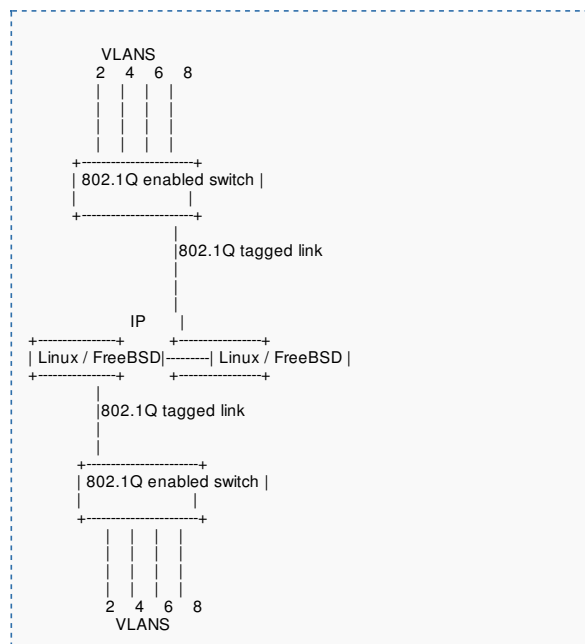 VLANS
2 4 6 8
| | | |
| | | |
| | | |
| | | |
+-----------------------+
| 802.1Q enabled switch |
| |
+-----------------------+
|
|802.1Q tagged link
|
|
|
IP |
+----------------+ +-----------------+
| Linux / FreeBSD|---------| Linux / FreeBSD |
+----------------+ +-----------------+
|
|802.1Q tagged link
|
|
+-----------------------+
| 802.1Q enabled switch |
| |
+-----------------------+
| | | |
| | | |
| | | |
| | | |
2 4 6 8
VLANS